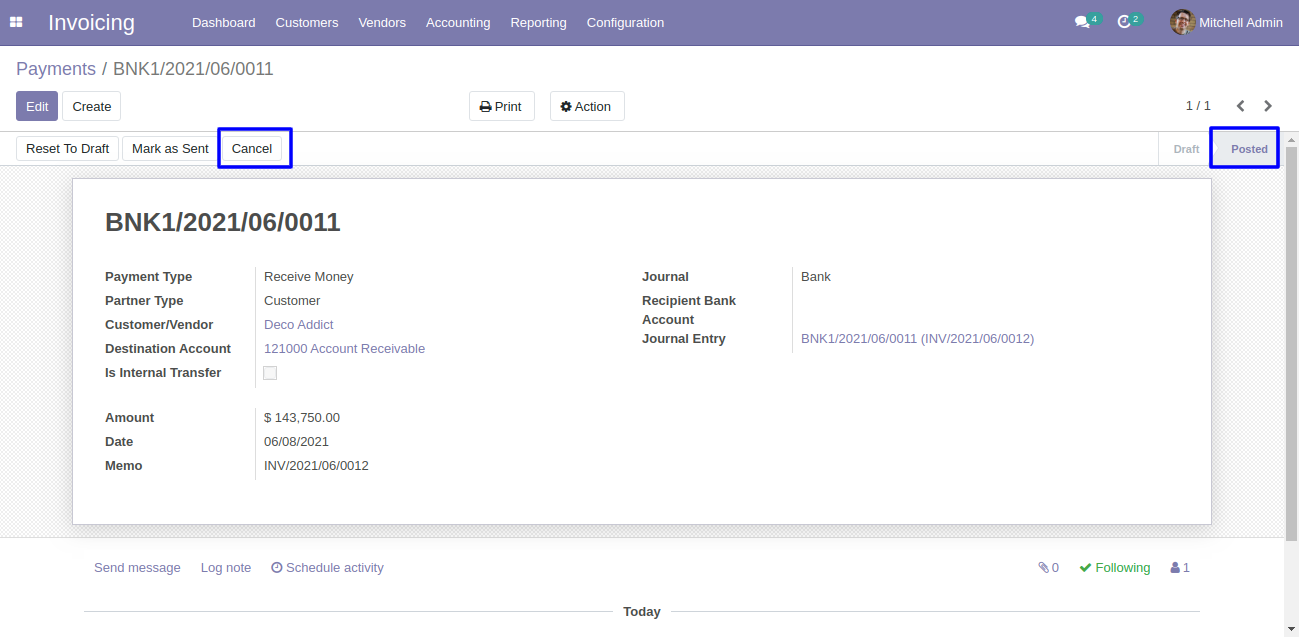 Invoicing Dashboard Customers Vendors Accounting Reporting Configuration 4 2 Mitchell Admin
Payments / BNK1/2021/06/0011
Edit Create Print Action 1 / 1
Reset To Draft Mark as Sent Cancel Draft Posted
BNK1/2021/06/0011
Payment Type Receive Money Journal Bank
Partner Type Customer Recipient Bank
Account
Customer/Vendor Deco Addict Journal Entry BNK1/2021/06/0011 (INV/2021/06/0012)
Destination Account 121000 Account Receivable
Is Internal Transfer
Amount $ 143,750.00
Date 06/08/2021
Memo INV/2021/06/0012
Send message Log note Schedule activity 0 Following 1
Today